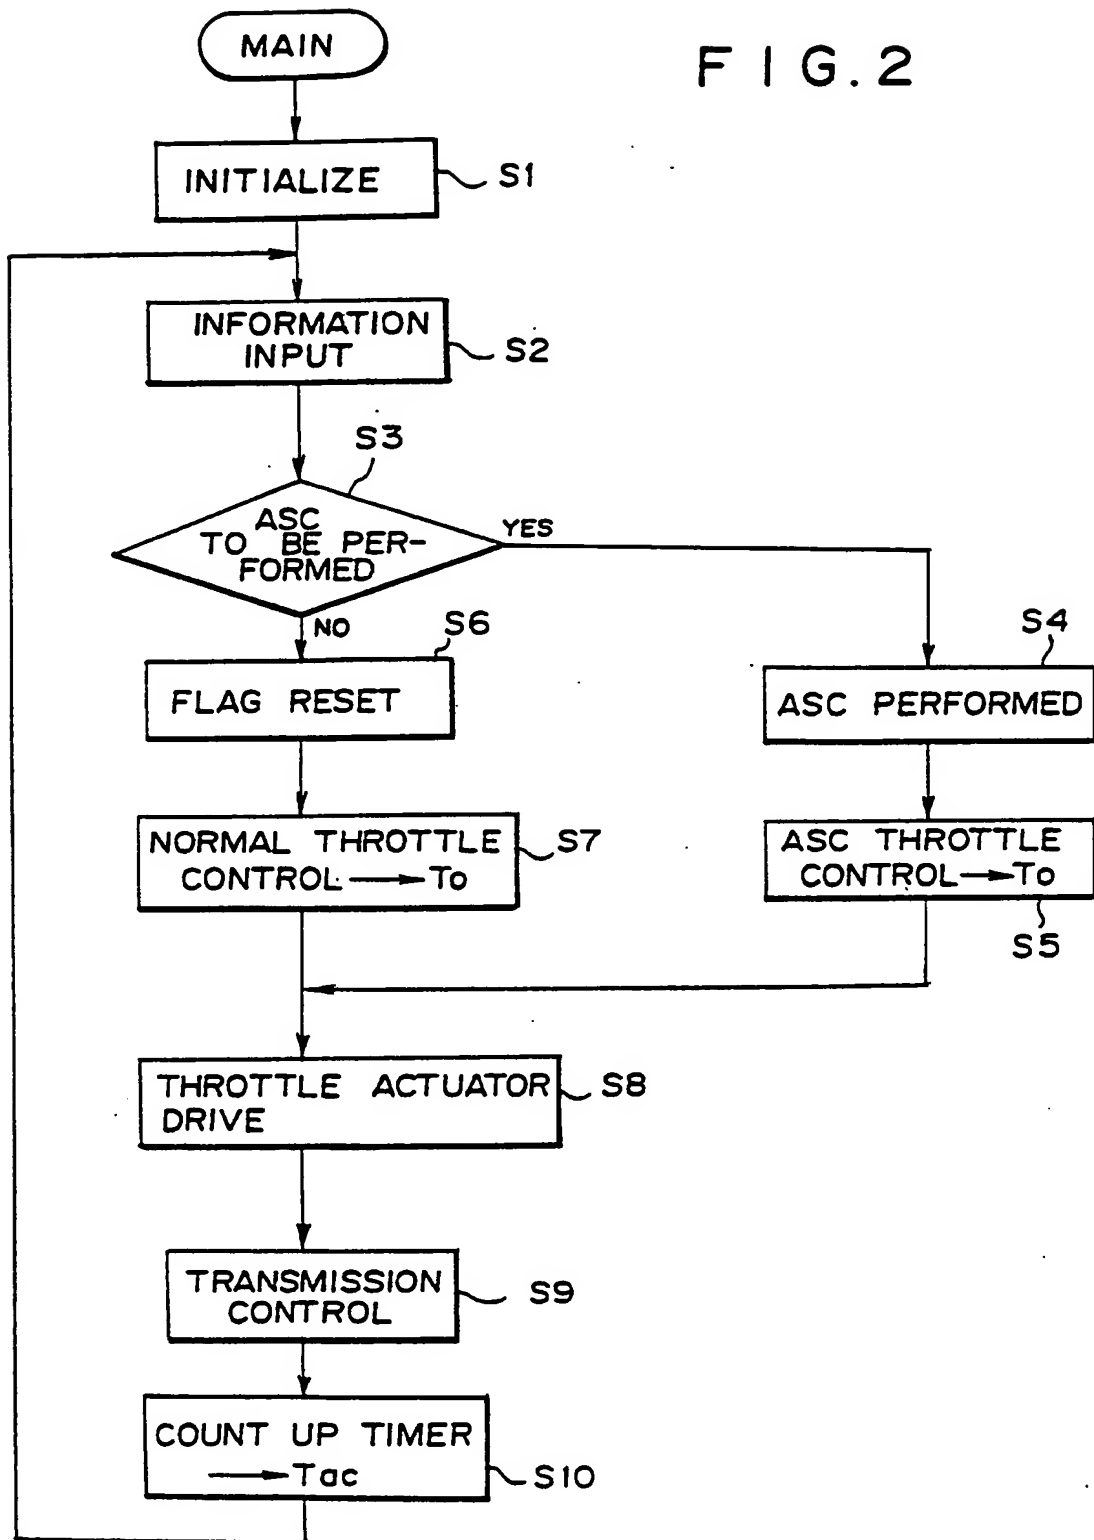 MAIN
FIG.2
INITIALIZE
S1
INFORMATION
INPUT
S2
S3
ASC
TO BE PER-
FORMED
YES
NO
S6
FLAG RESET
S4
ASC PERFORMED
NORMAL THROTTLE
CONTROL → To
S7
ASC THROTTLE
CONTROL → To
S5
THROTTLE ACTUATOR
DRIVE
S8
TRANSMISSION
CONTROL
S9
COUNT UP TIMER
→ Tac
S10